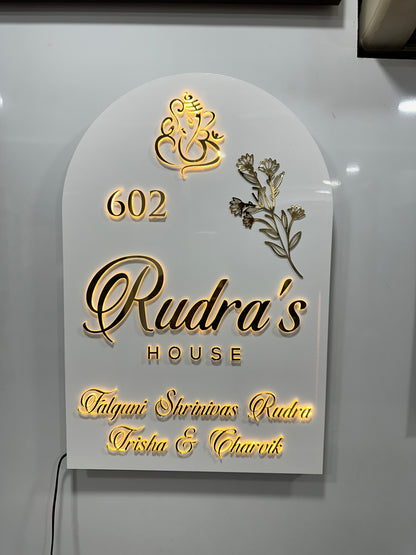 602
Rudra's
HOUSE
Falguni Shrinivas Rudra
Trisha & Charvik